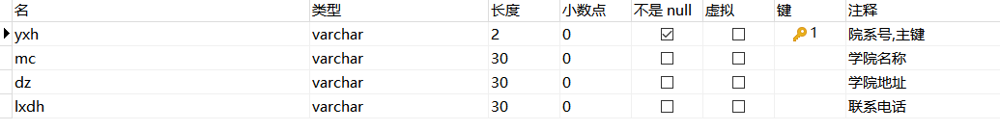 名 类型 长度 小数点 不是 null 虚拟 键 注释
yxh varchar 2 0 1 院系号,主键
mc varchar 30 0 学院名称
dz varchar 30 0 学院地址
lxdh varchar 30 0 联系电话